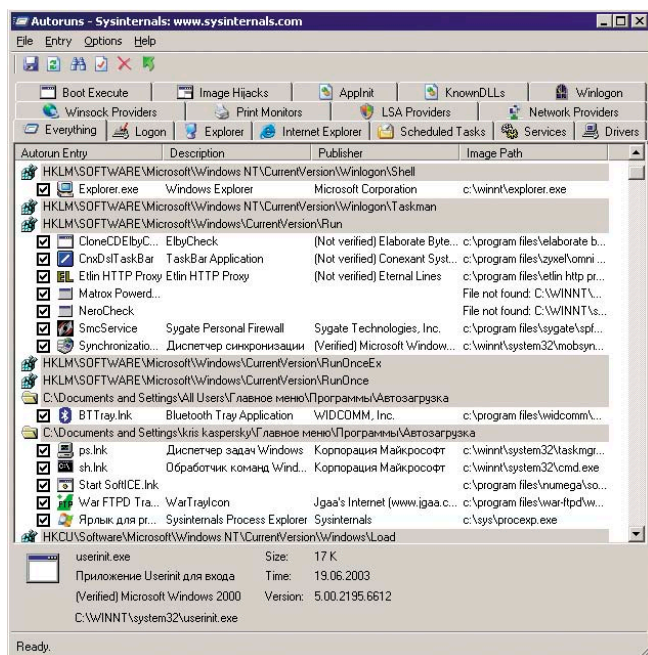 Autoruns - Sysinternals: www.sysinternals.com
File Entry Options Help
Boot Execute Image Hijacks AppInit KnownDLLs Winlogon
Winsock Providers Print Monitors LSA Providers Network Providers
Everything Logon Explorer Internet Explorer Scheduled Tasks Services Drivers
Autorun Entry Description Publisher Image Path
HKLM\SOFTWARE\Microsoft\Windows NT\CurrentVersion\Winlogon\Shell
Explorer.exe Windows Explorer Microsoft Corporation c:\winnt\explorer.exe
HKLM\SOFTWARE\Microsoft\Windows NT\CurrentVersion\Winlogon\Taskman
HKLM\SOFTWARE\Microsoft\Windows\CurrentVersion\Run
CloneCDElbyC... ElbyCheck (Not verified) Elaborate Byte... c:\program files\elaborate b...
CnxDslTaskBar TaskBar Application (Not verified) Conexant Syst... c:\program files\zyxel\omni ...
Etlin HTTP Proxy Etlin HTTP Proxy (Not verified) Eternal Lines c:\program files\etlin http pr...
Matrox Powerd... File not found: C:\WINNT\...
NeroCheck File not found: C:\WINNT\s...
SmcService Sygate Personal Firewall Sygate Technologies, Inc. c:\program files\sygate\spf...
Synchronizatio... Диспетчер синхронизации (Verified) Microsoft Window... c:\winnt\system32\mobsyn...
HKLM\SOFTWARE\Microsoft\Windows\CurrentVersion\RunOnceEx
HKLM\SOFTWARE\Microsoft\Windows\CurrentVersion\RunOnce
C:\Documents and Settings\All Users\Главное меню\Программы\Автозагрузка
BTTray.lnk Bluetooth Tray Application WIDCOMM, Inc. c:\program files\widcomm\...
C:\Documents and Settings\kris kaspersky\Главное меню\Программы\Автозагрузка
ps.lnk Диспетчер задач Windows Корпорация Майкрософт c:\winnt\system32\taskmgr...
sh.lnk Обработчик команд Wind... Корпорация Майкрософт c:\winnt\system32\cmd.exe
Start SoftICE.lnk c:\program files\numega\so...
War FTPD Tra... WarTrayIcon Jgaa's Internet (www.jgaa.c... c:\program files\war-ftpd\w...
Ярлык для pr... Sysinternals Process Explorer Sysinternals c:\sys\procexp.exe
HKCU\Software\Microsoft\Windows NT\CurrentVersion\Windows\Load
userinit.exe Size: 17 K
Приложение Userinit для входа Time: 19.06.2003
(Verified) Microsoft Windows 2000 Version: 5.00.2195.6612
C:\WINNT\system32\userinit.exe
Ready.